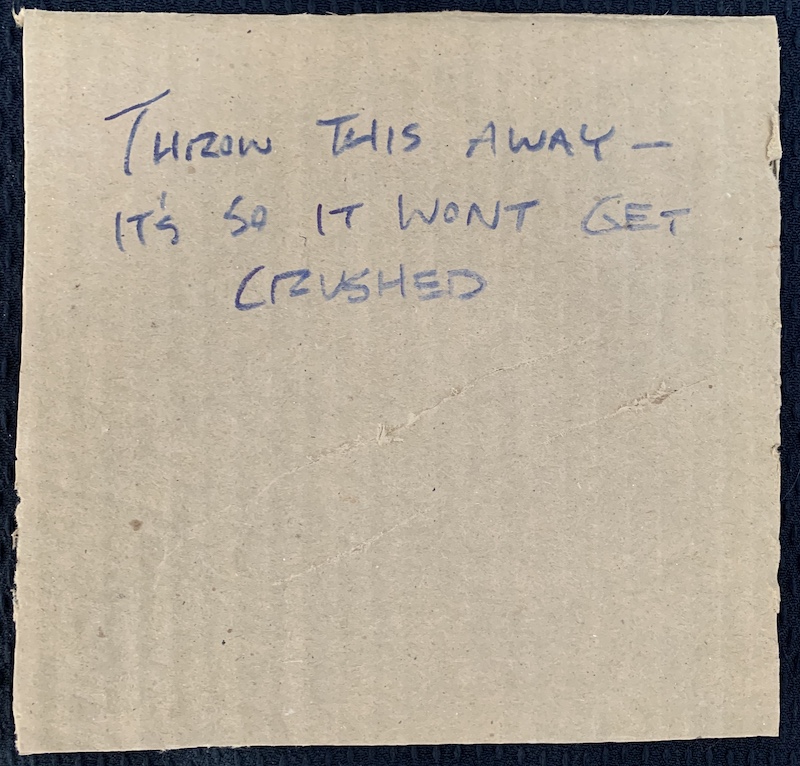 THROW THIS AWAY —
IT'S SO IT WONT GET
CRUSHED